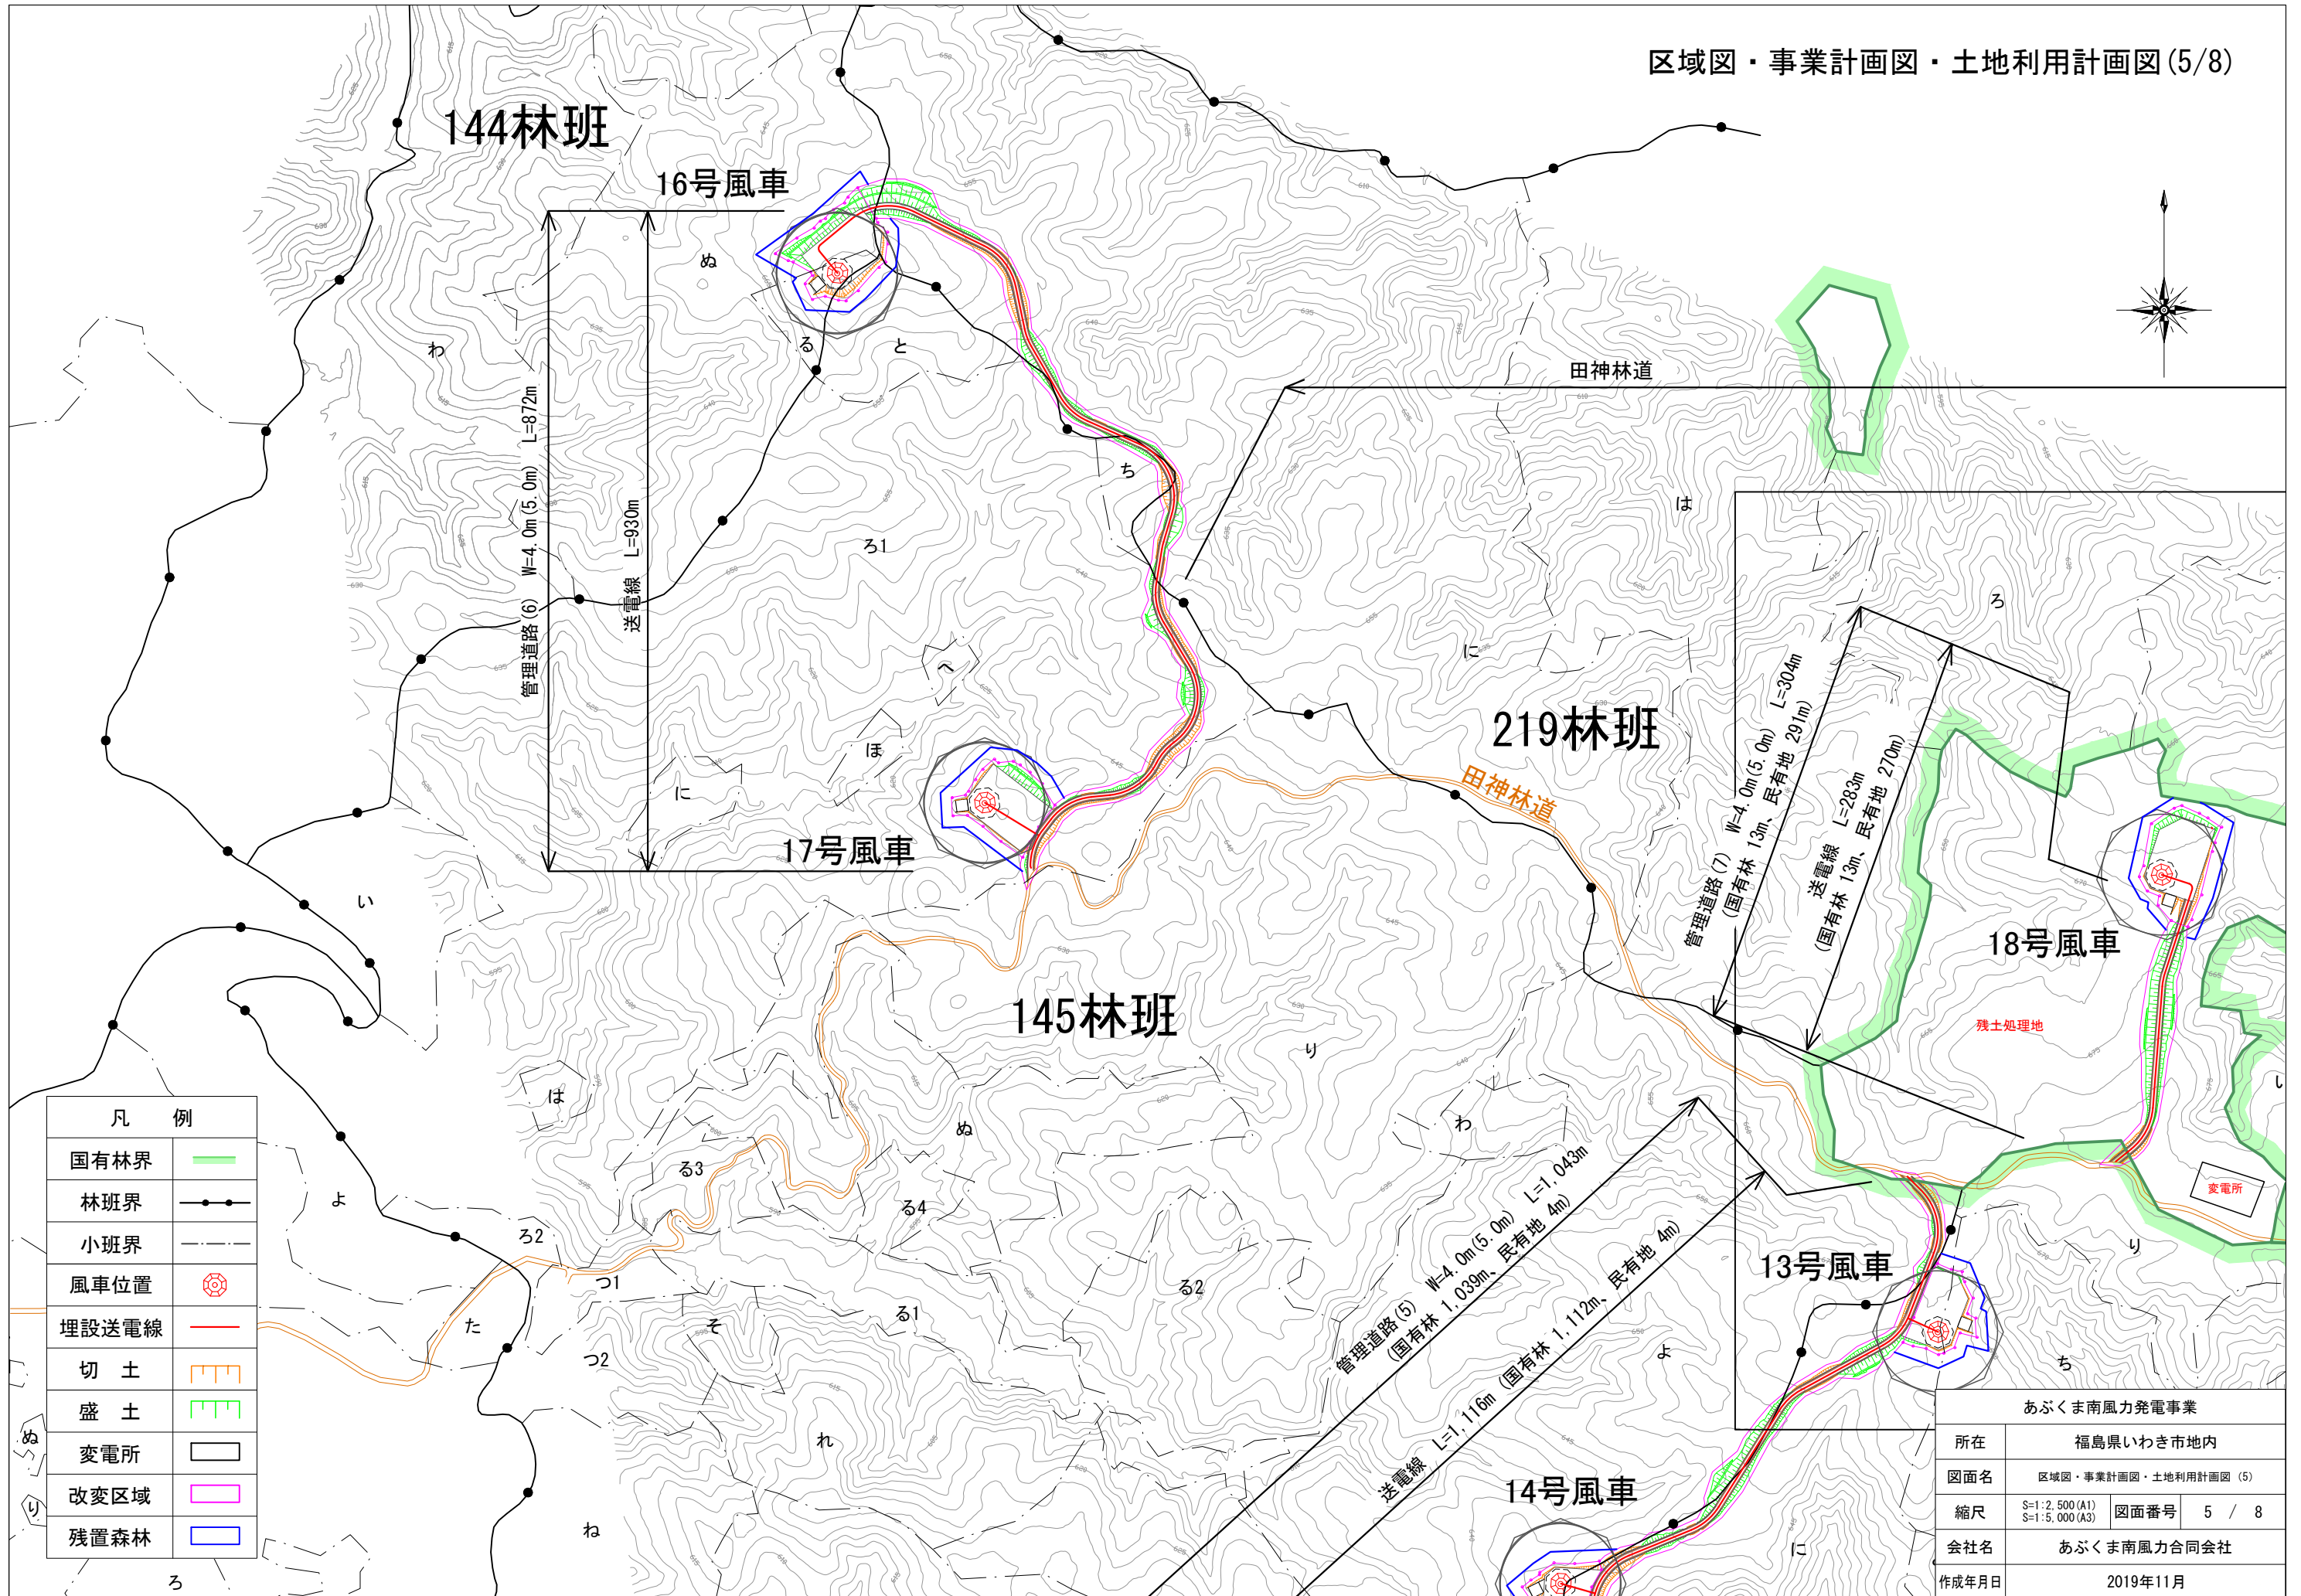 区域図・事業計画図・土地利用計画図(5/8)
144林班
16号風車
ぬ
わ
る
と
田神林道
管理道路(6) W=4.0m(5.0m) L=872m
送電線 L=930m
ち
は
ろ1
ろ
へ
に
219林班
ほ
に
田神林道
17号風車
管理道路(7) W=4.0m(5.0m) L=304m
(国有林 13m、民有地 291m)
送電線 L=283m
(国有林 13m、民有地 270m)
18号風車
い
145林班
残土処理地
り
い
は
ぬ
わ
る3
よ
る4
変電所
ろ2
り
つ1
る2
る1
13号風車
た
そ
つ2
よ
ち
管理道路(5) W=4.0m(5.0m) L=1,043m
(国有林 1,039m、民有地 4m)
送電線 L=1,116m (国有林 1,112m、民有地 4m)
れ
14号風車
ぬ
り
ね
に
ろ
凡 例
国有林界
林班界
小班界
風車位置
埋設送電線
切 土
盛 土
変電所
改変区域
残置森林
あぶくま南風力発電事業
所在 福島県いわき市地内
図面名 区域図・事業計画図・土地利用計画図 (5)
縮尺 S=1:2,500(A1)
S=1:5,000(A3)
図面番号 5 / 8
会社名 あぶくま南風力合同会社
作成年月日 2019年11月